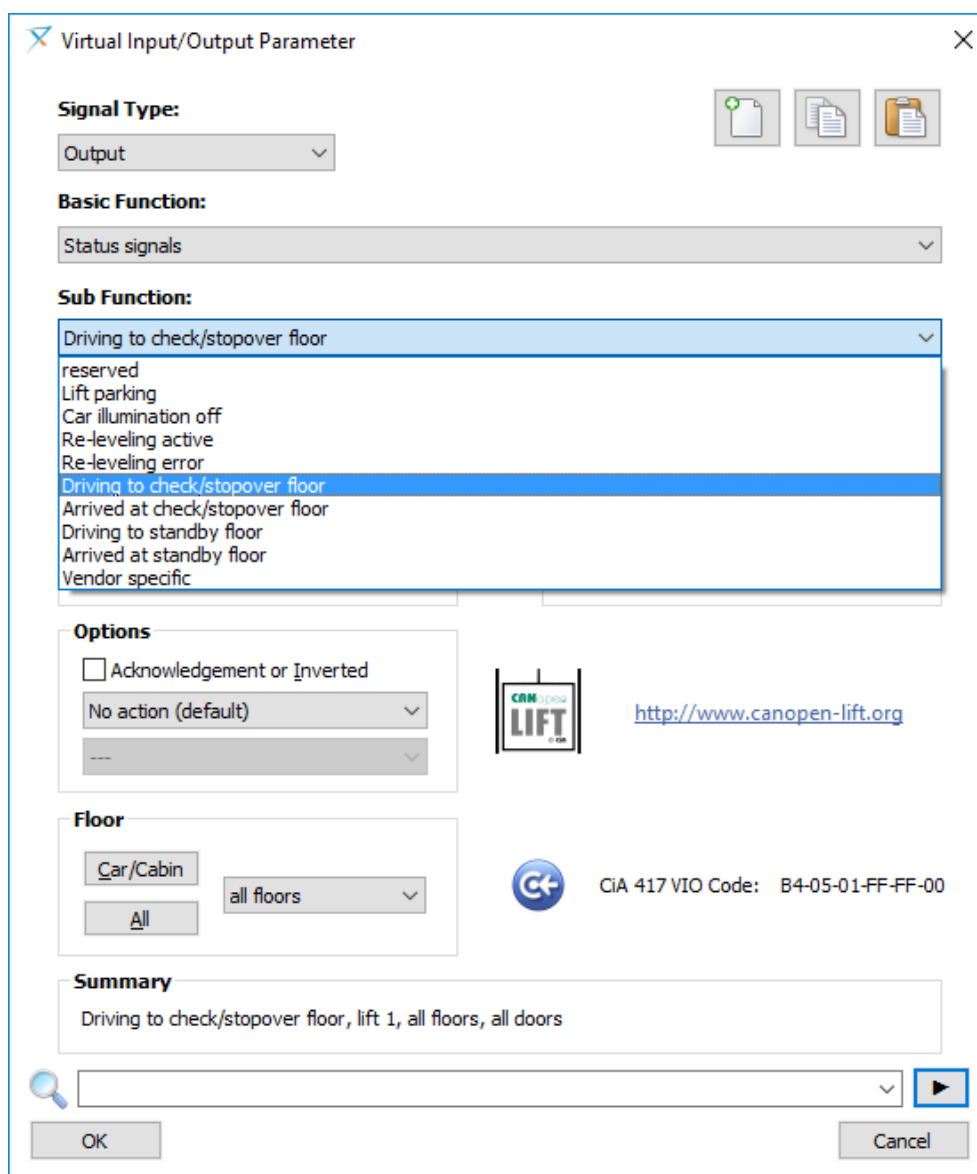 Virtual Input/Output Parameter
Signal Type:
Output
Basic Function:
Status signals
Sub Function:
Driving to check/stopover floor
reserved
Lift parking
Car illumination off
Re-leveling active
Re-leveling error
Driving to check/stopover floor
Arrived at check/stopover floor
Driving to standby floor
Arrived at standby floor
Vendor specific
Options
Acknowledgement or Inverted
No action (default)
---
CANopen
LIFT
© CiA
http://www.canopen-lift.org
Floor
Car/Cabin
All
all floors
CiA 417 VIO Code: B4-05-01-FF-FF-00
Summary
Driving to check/stopover floor, lift 1, all floors, all doors
OK
Cancel